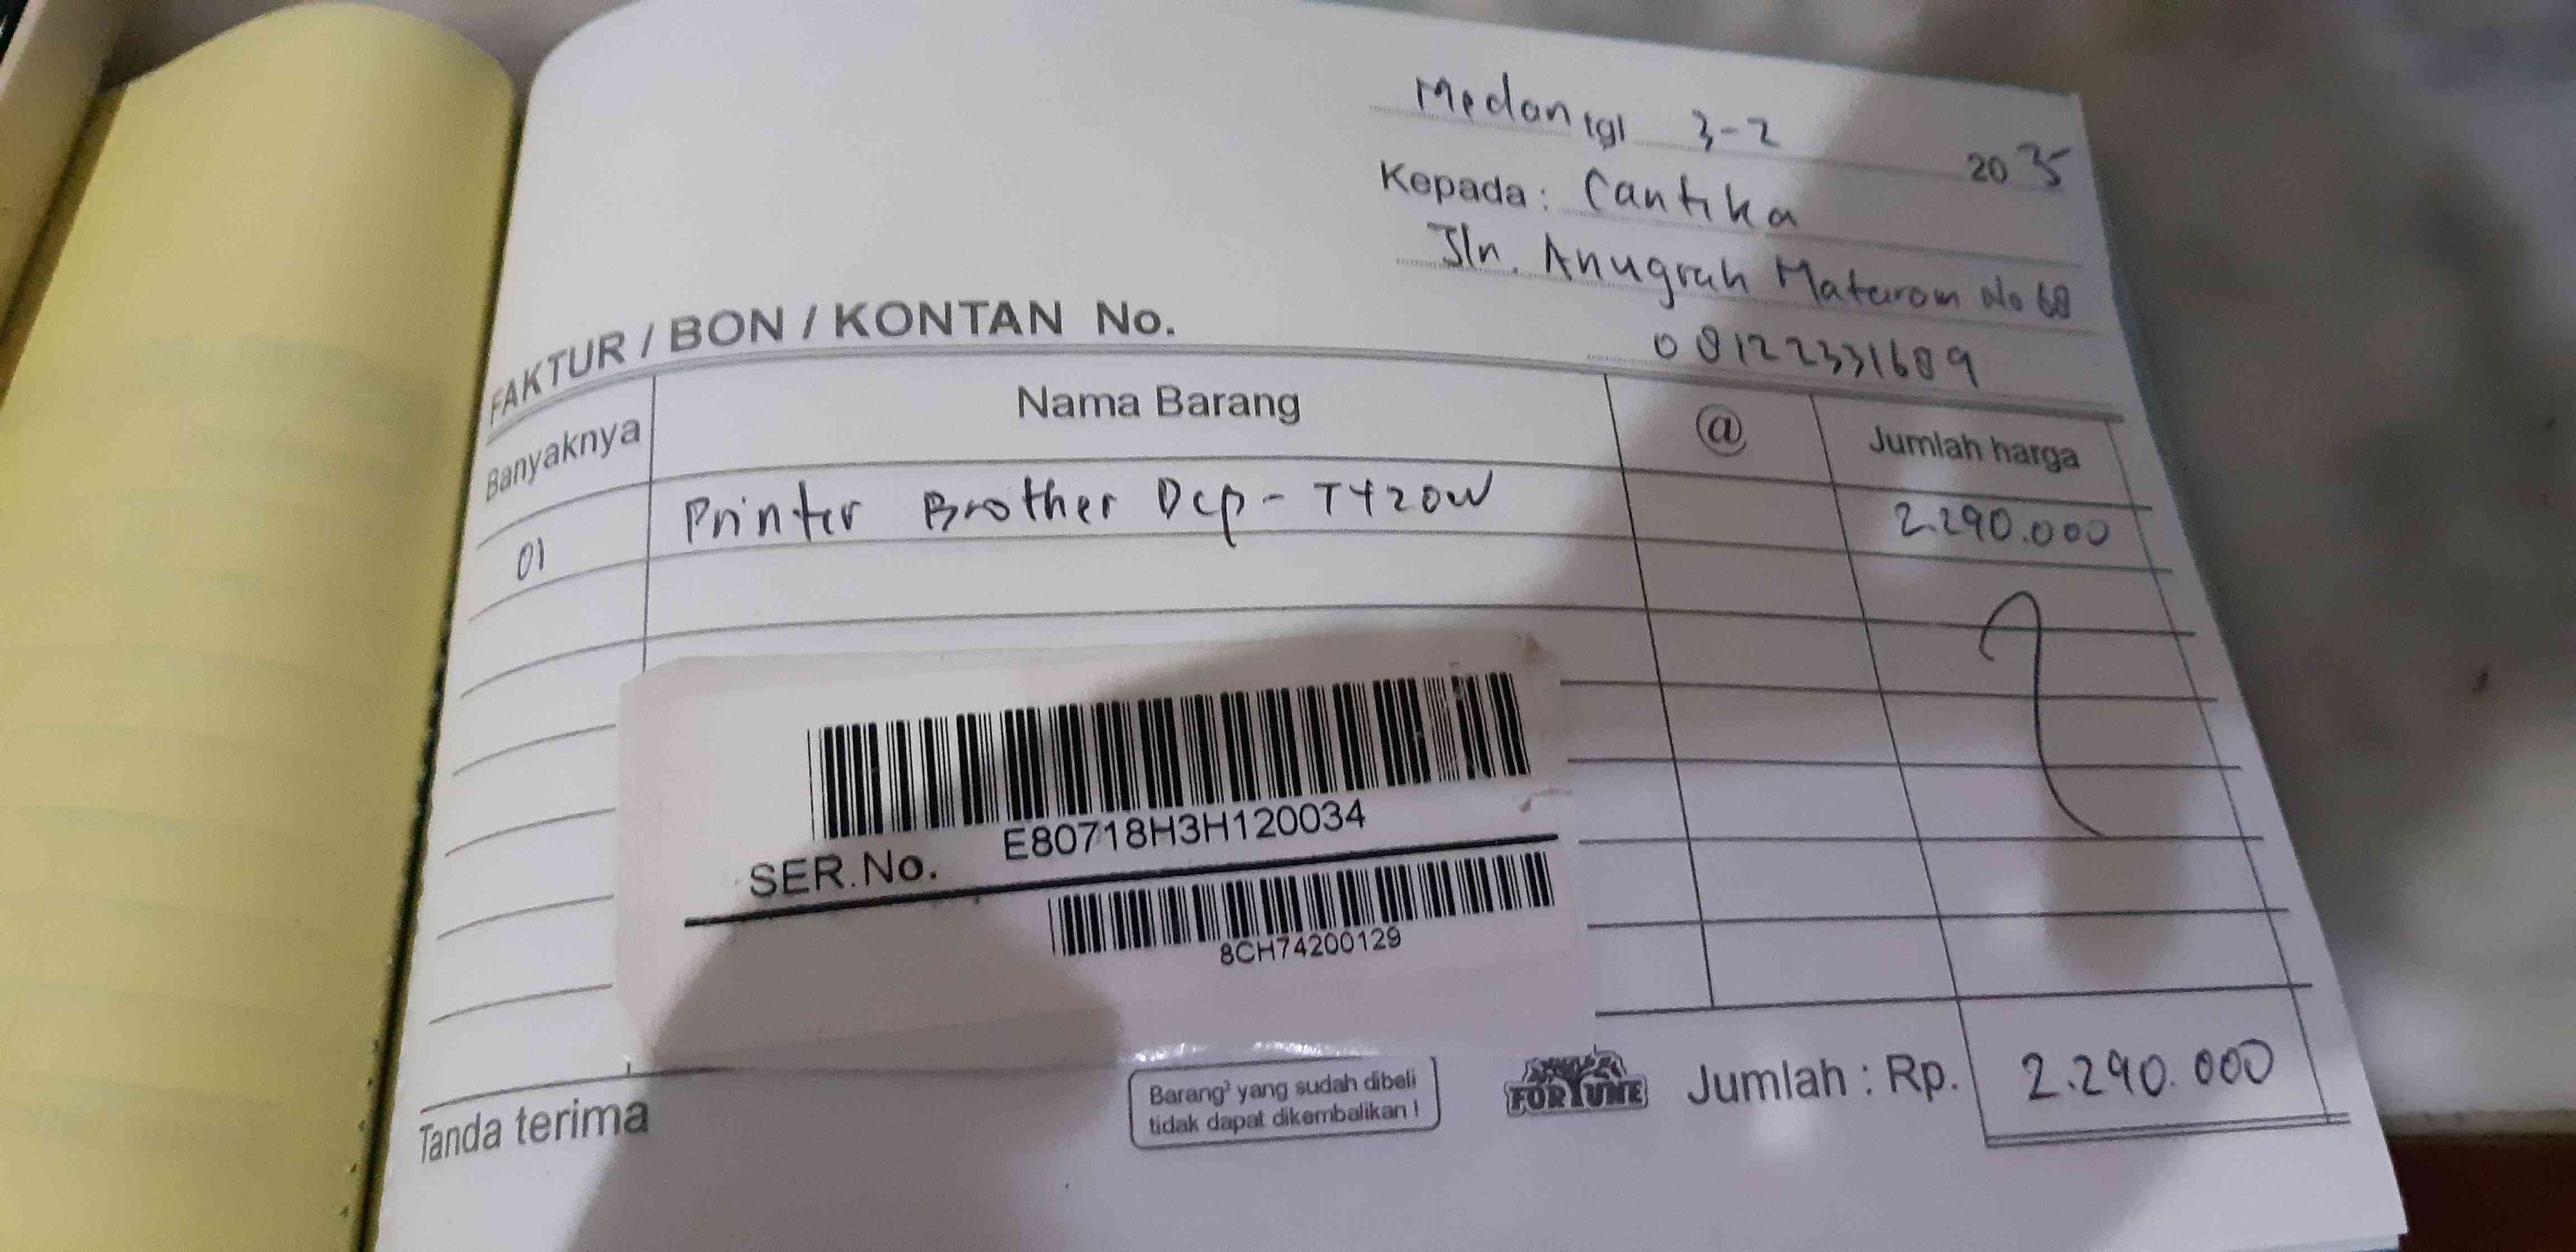 Medan tgl 3-2 2035
Kepada : Cantika
Jln. Anugrah Mataram No 68
08122331689
FAKTUR / BON / KONTAN No.
Banyaknya Nama Barang @ Jumlah harga
01 Printer Brother Dcp - T420W 2.290.000
E80718H3H120034
SER.No.
8CH74200129
Tanda terima
Barang² yang sudah dibeli
tidak dapat dikembalikan !
FORTUNE
Jumlah : Rp. 2.290.000